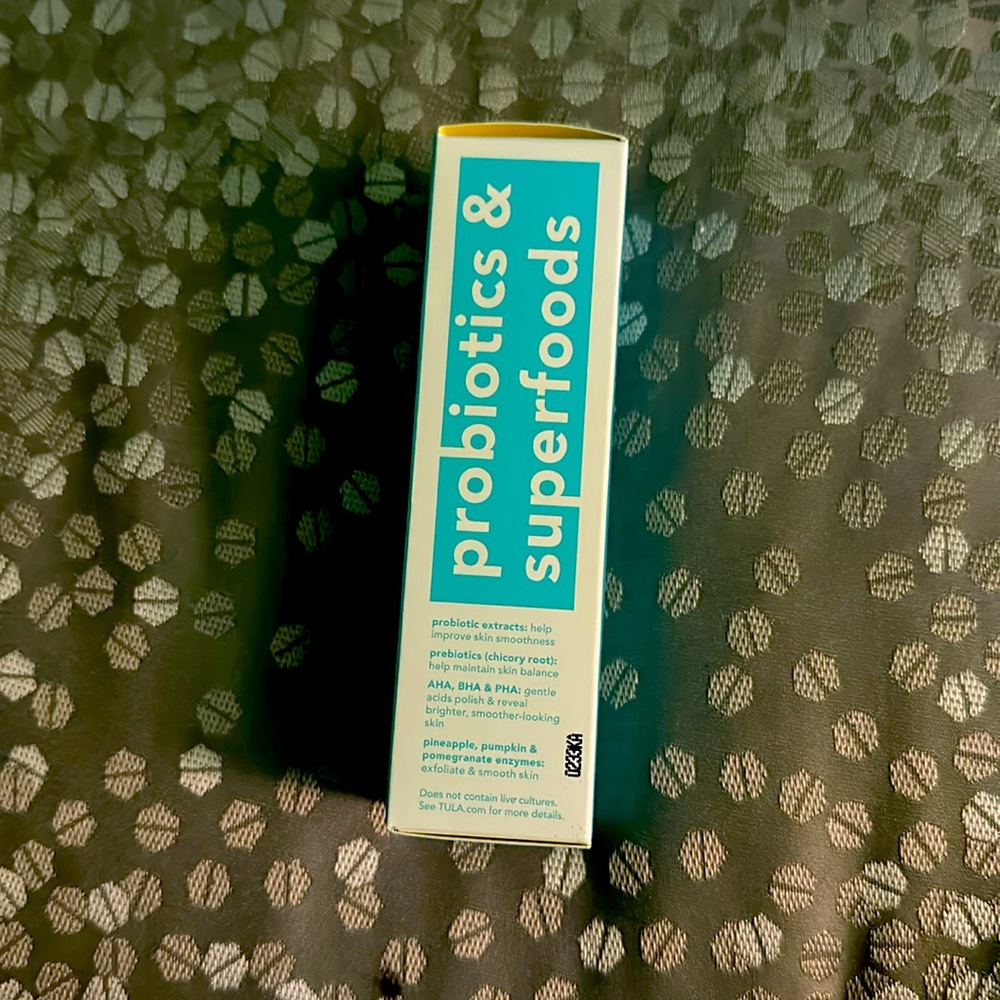 probiotics &
superfoods
probiotic extracts: help
improve skin smoothness
prebiotics (chicory root):
help maintain skin balance
AHA, BHA & PHA: gentle
acids polish & reveal
brighter, smoother-looking
skin
pineapple, pumpkin &
pomegranate enzymes:
exfoliate & smooth skin
Does not contain live cultures.
See TULA.com for more details.
0233KA